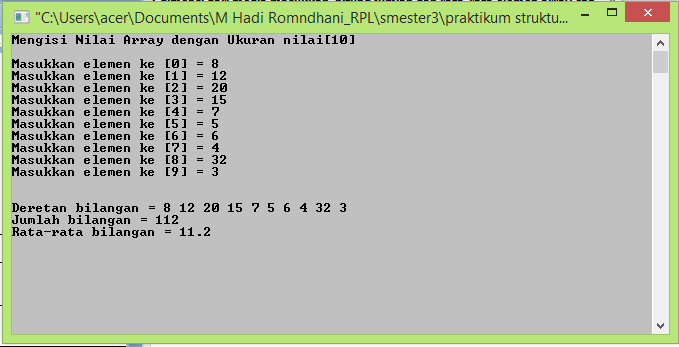 "C:\Users\acer\Documents\M Hadi Romndhani_RPL\smester3\praktikum struktu...
Mengisi Nilai Array dengan Ukuran nilai[10]
Masukkan elemen ke [0] = 8
Masukkan elemen ke [1] = 12
Masukkan elemen ke [2] = 20
Masukkan elemen ke [3] = 15
Masukkan elemen ke [4] = 7
Masukkan elemen ke [5] = 5
Masukkan elemen ke [6] = 6
Masukkan elemen ke [7] = 4
Masukkan elemen ke [8] = 32
Masukkan elemen ke [9] = 3
Deretan bilangan = 8 12 20 15 7 5 6 4 32 3
Jumlah bilangan = 112
Rata-rata bilangan = 11.2